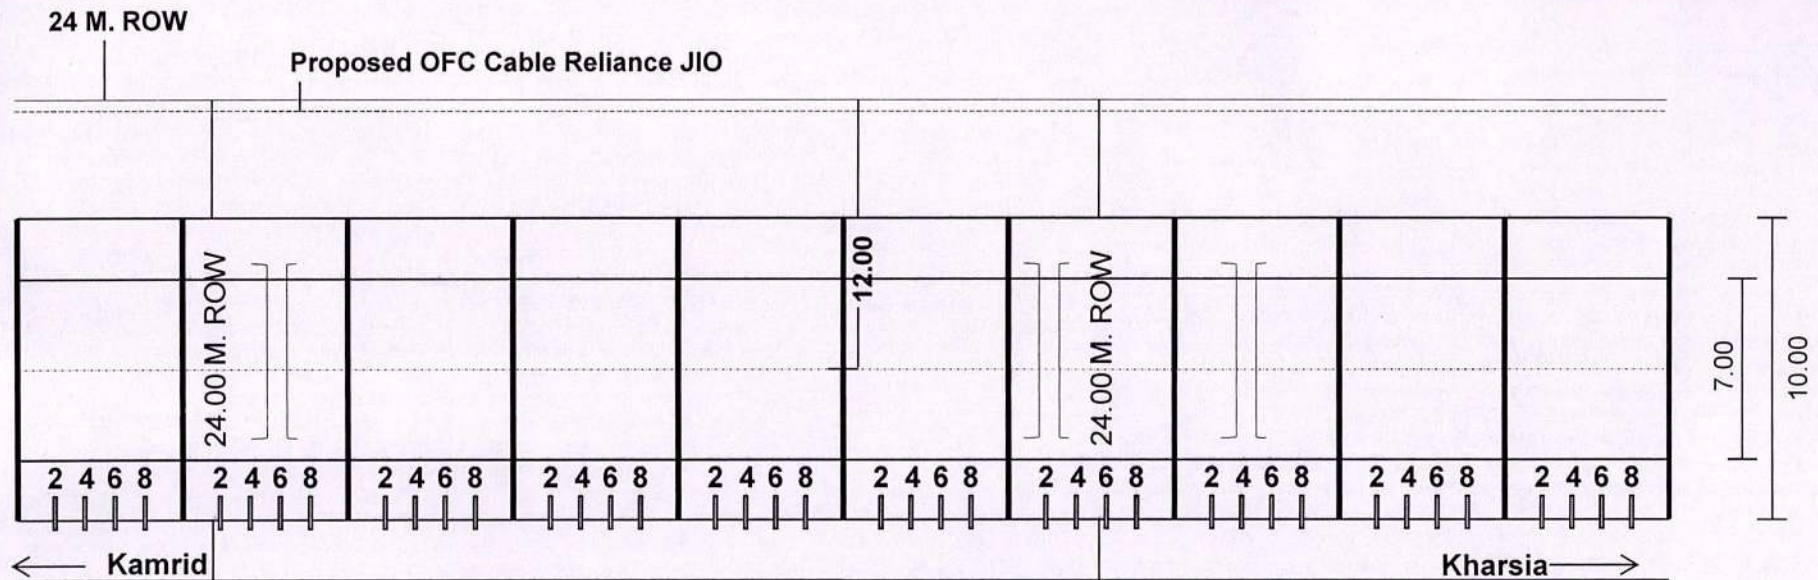 24 M. ROW
Proposed OFC Cable Reliance JIO
24.00 M. ROW
12.00
24.00 M. ROW
7.00
10.00
2 4 6 8 2 4 6 8 2 4 6 8 2 4 6 8 2 4 6 8 2 4 6 8 2 4 6 8 2 4 6 8 2 4 6 8 2 4 6 8
Kamrid
Kharsia